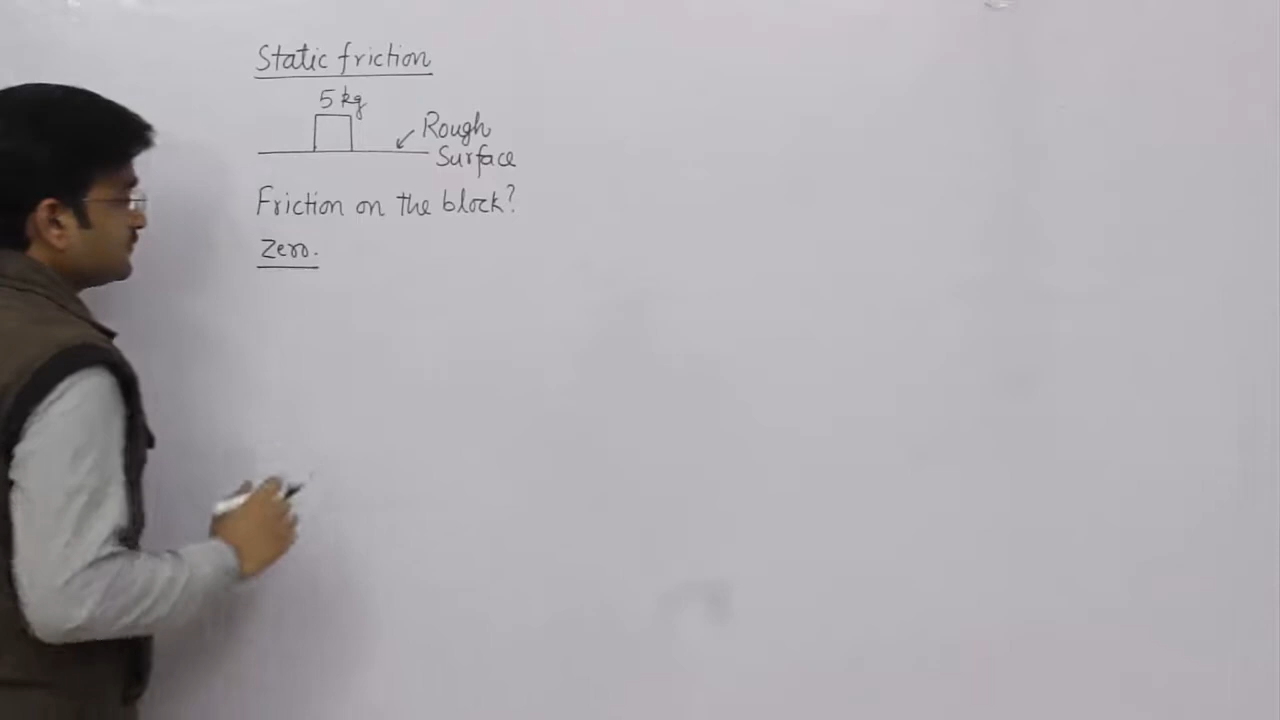 Static friction
5 kg
Rough
Surface
Friction on the block?
Zero.